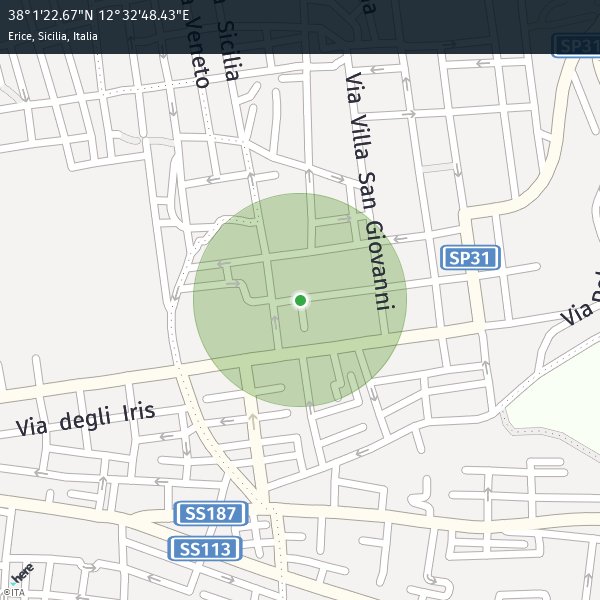 38°1'22.67"N 12°32'48.43"E
Erice, Sicilia, Italia
Veneto
Sicilia
SP31
Via Villa San Giovanni
SP31
Via
Via degli Iris
SS187
SS113
here
©ITA